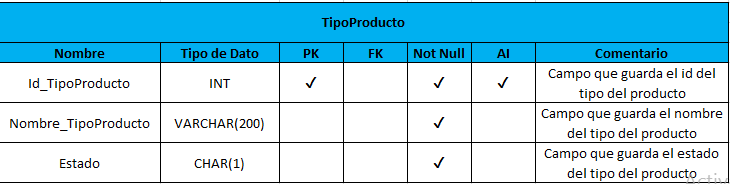 TipoProducto
Nombre Tipo de Dato PK FK Not Null AI Comentario
Id_TipoProducto INT ✓ ✓ ✓ Campo que guarda el id del
tipo del producto
Nombre_TipoProducto VARCHAR(200) ✓ Campo que guarda el nombre
del tipo del producto
Estado CHAR(1) ✓ Campo que guarda el estado
del tipo del producto
Activ